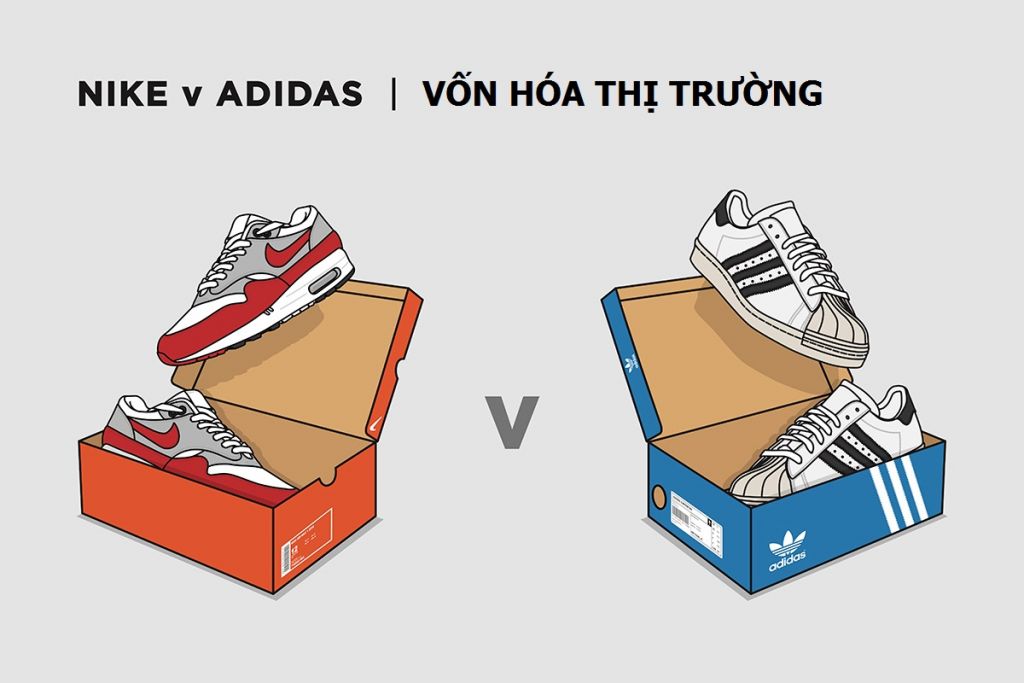 NIKE v ADIDAS | VỐN HÓA THỊ TRƯỜNG
V
adidas